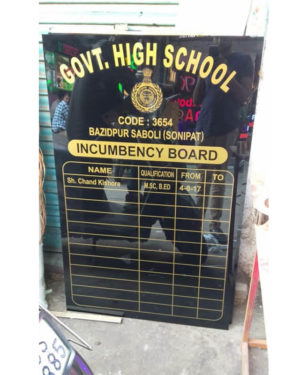 GOVT. HIGH SCHOOL
CODE : 3654
BAZIDPUR SABOLI (SONIPAT)
INCUMBENCY BOARD
NAME QUALIFICATION FROM TO
Sh. Chand Kishore M.SC, B.ED 4-8-17